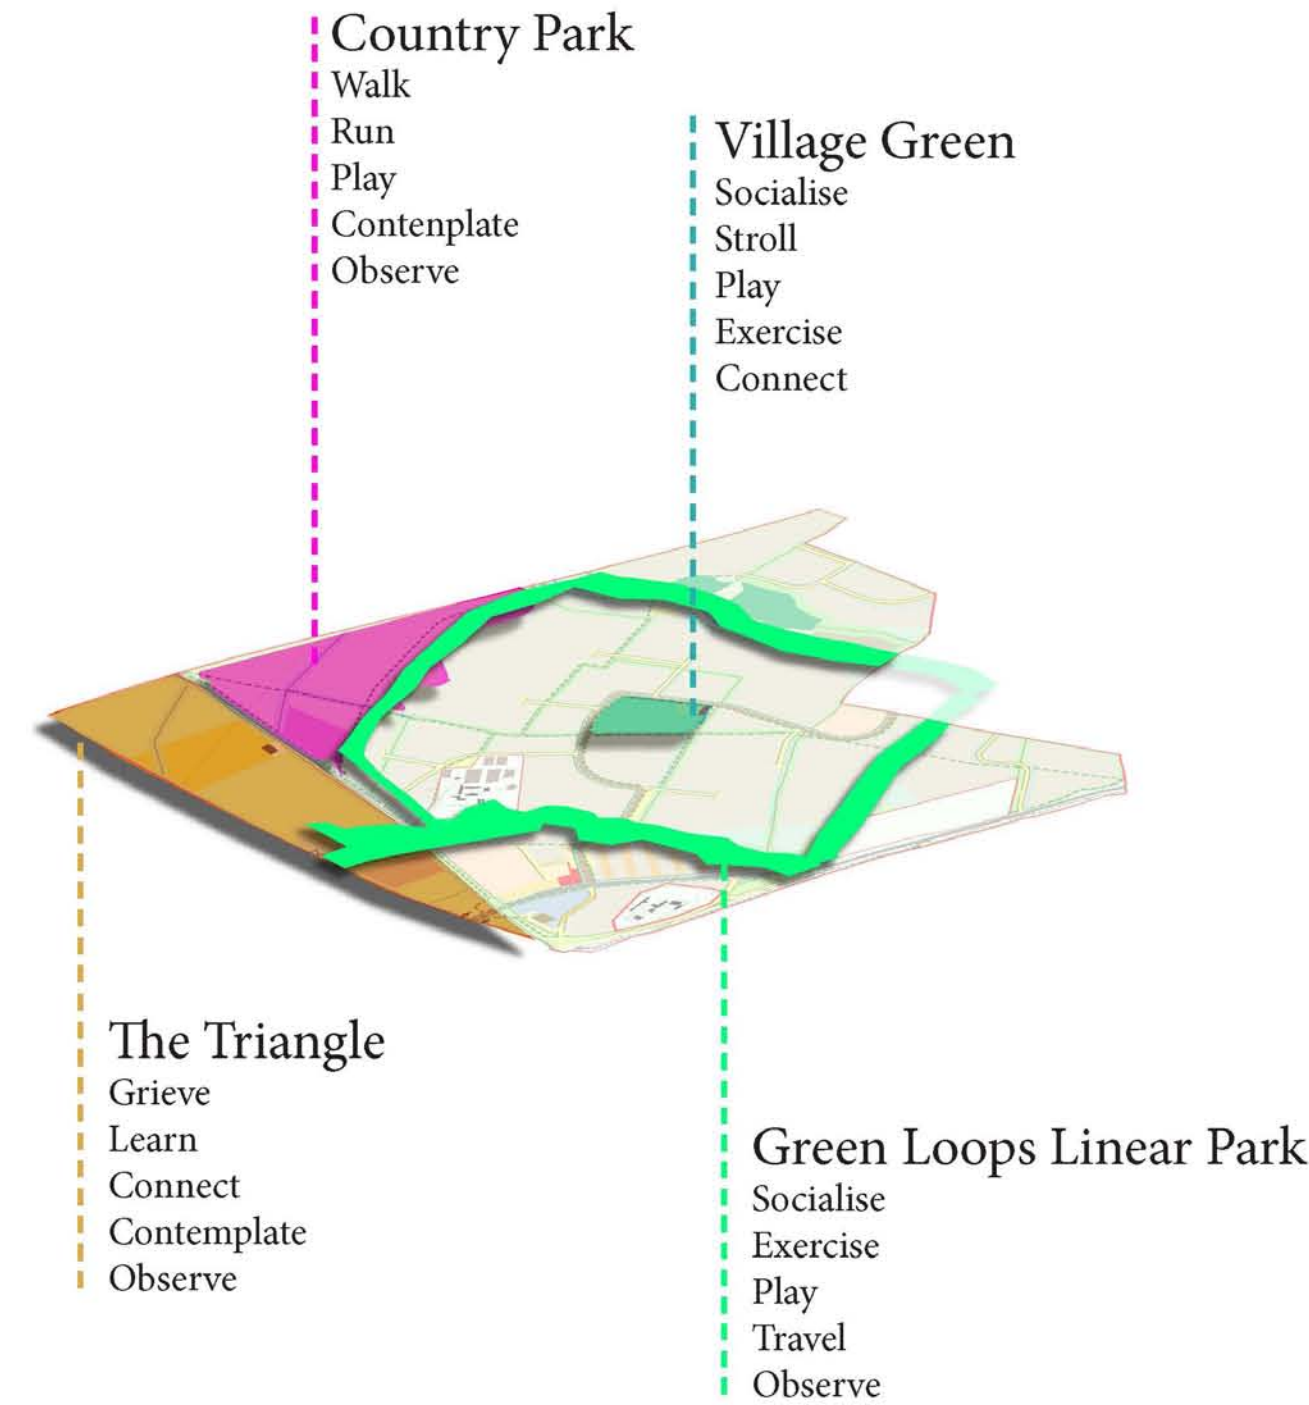 Country Park
Walk
Run
Play
Contenplate
Observe
Village Green
Socialise
Stroll
Play
Exercise
Connect
The Triangle
Grieve
Learn
Connect
Contemplate
Observe
Green Loops Linear Park
Socialise
Exercise
Play
Travel
Observe